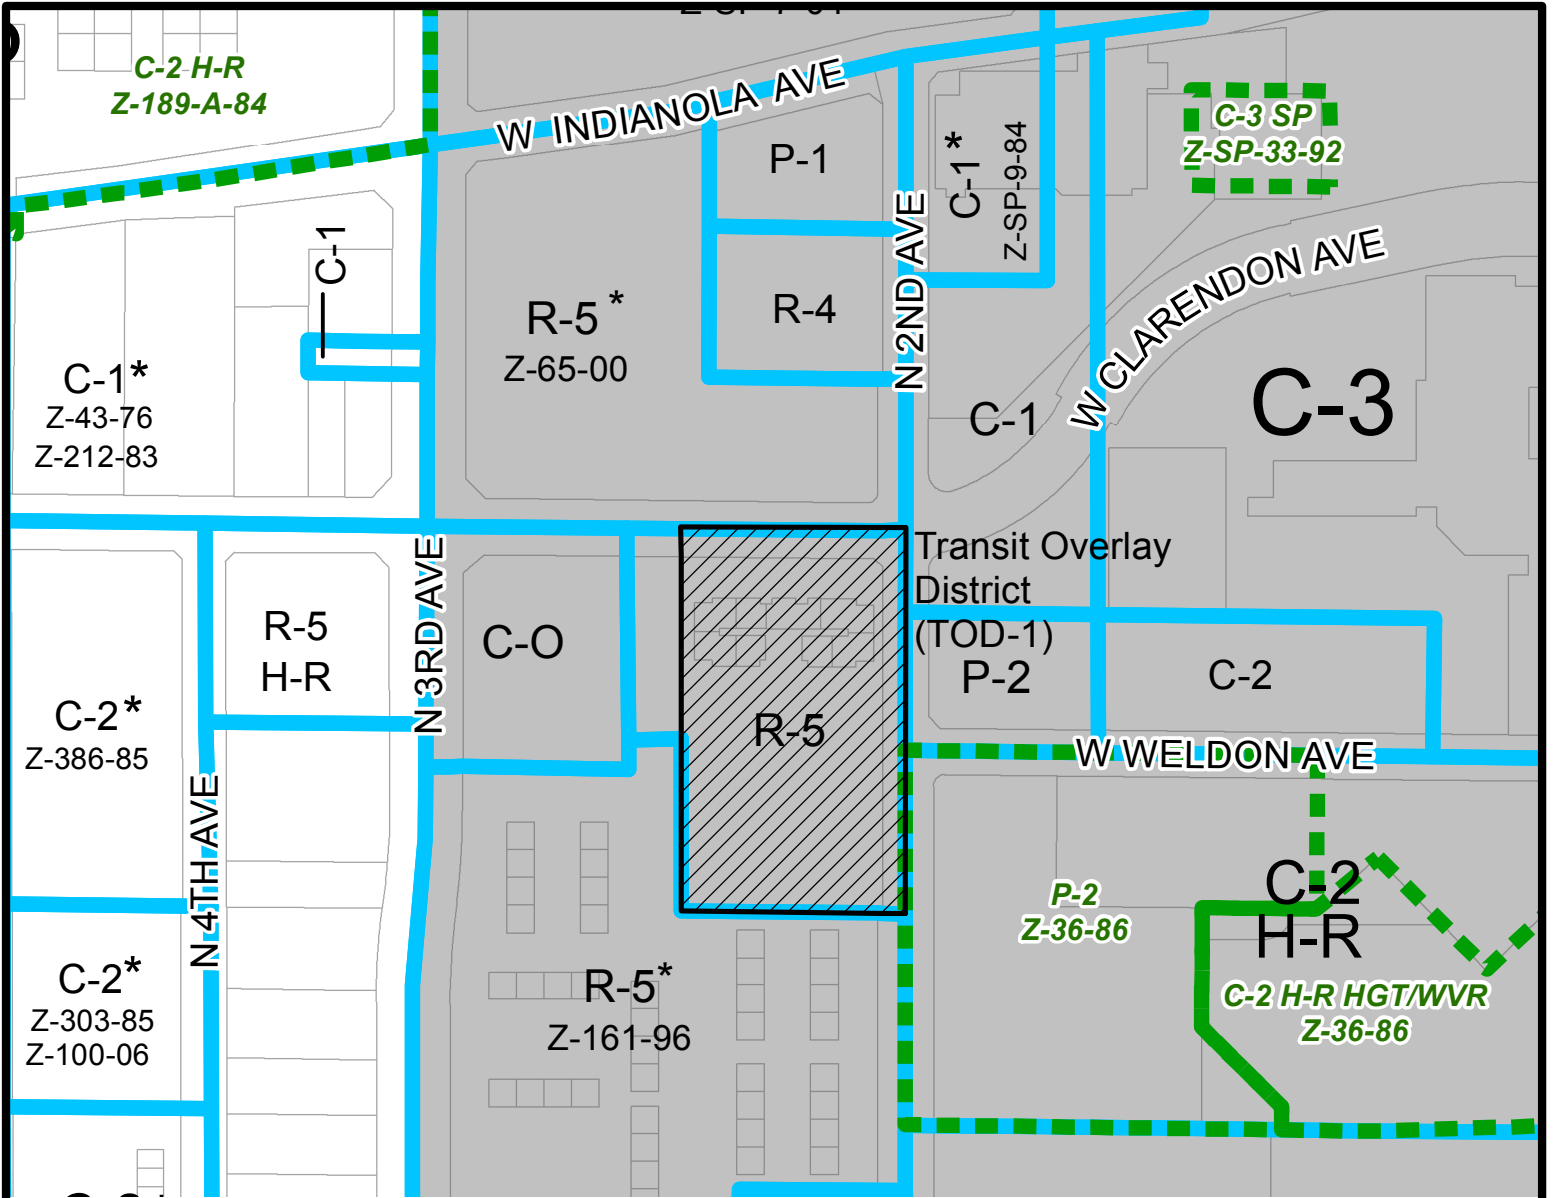 C-2 H-R
Z-189-A-84
W INDIANOLA AVE
P-1
C-1*
Z-SP-9-84
C-3 SP
Z-SP-33-92
C-1
R-5 *
Z-65-00
R-4
N 2ND AVE
W CLARENDON AVE
C-1*
Z-43-76
Z-212-83
C-1
C-3
Transit Overlay
District
(TOD-1)
R-5
H-R
N 3RD AVE
C-O
P-2
C-2
C-2*
Z-386-85
R-5
W WELDON AVE
N 4TH AVE
P-2
Z-36-86
C-2
H-R
C-2 H-R HGT/WVR
Z-36-86
C-2*
Z-303-85
Z-100-06
R-5*
Z-161-96